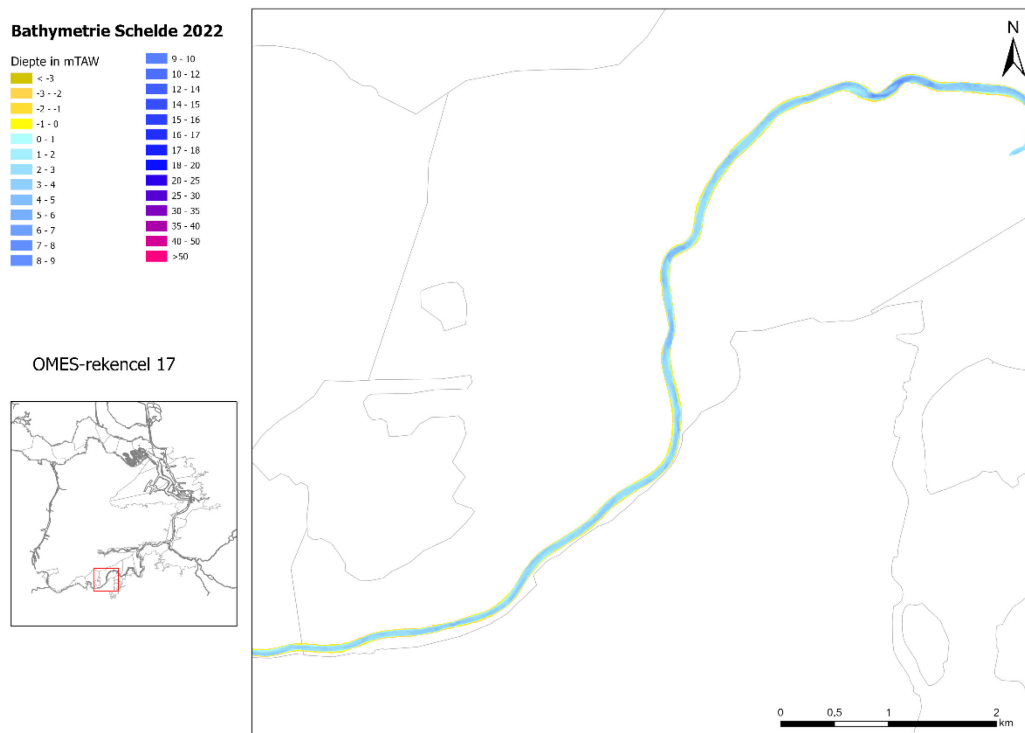 Bathymetrie Schelde 2022
Diepte in mTAW
< -3
-3 - -2
-2 - -1
-1 - 0
0 - 1
1 - 2
2 - 3
3 - 4
4 - 5
5 - 6
6 - 7
7 - 8
8 - 9
9 - 10
10 - 12
12 - 14
14 - 15
15 - 16
16 - 17
17 - 18
18 - 20
20 - 25
25 - 30
30 - 35
35 - 40
40 - 50
>50
N
OMES-rekencel 17
0 0,5 1 2
km